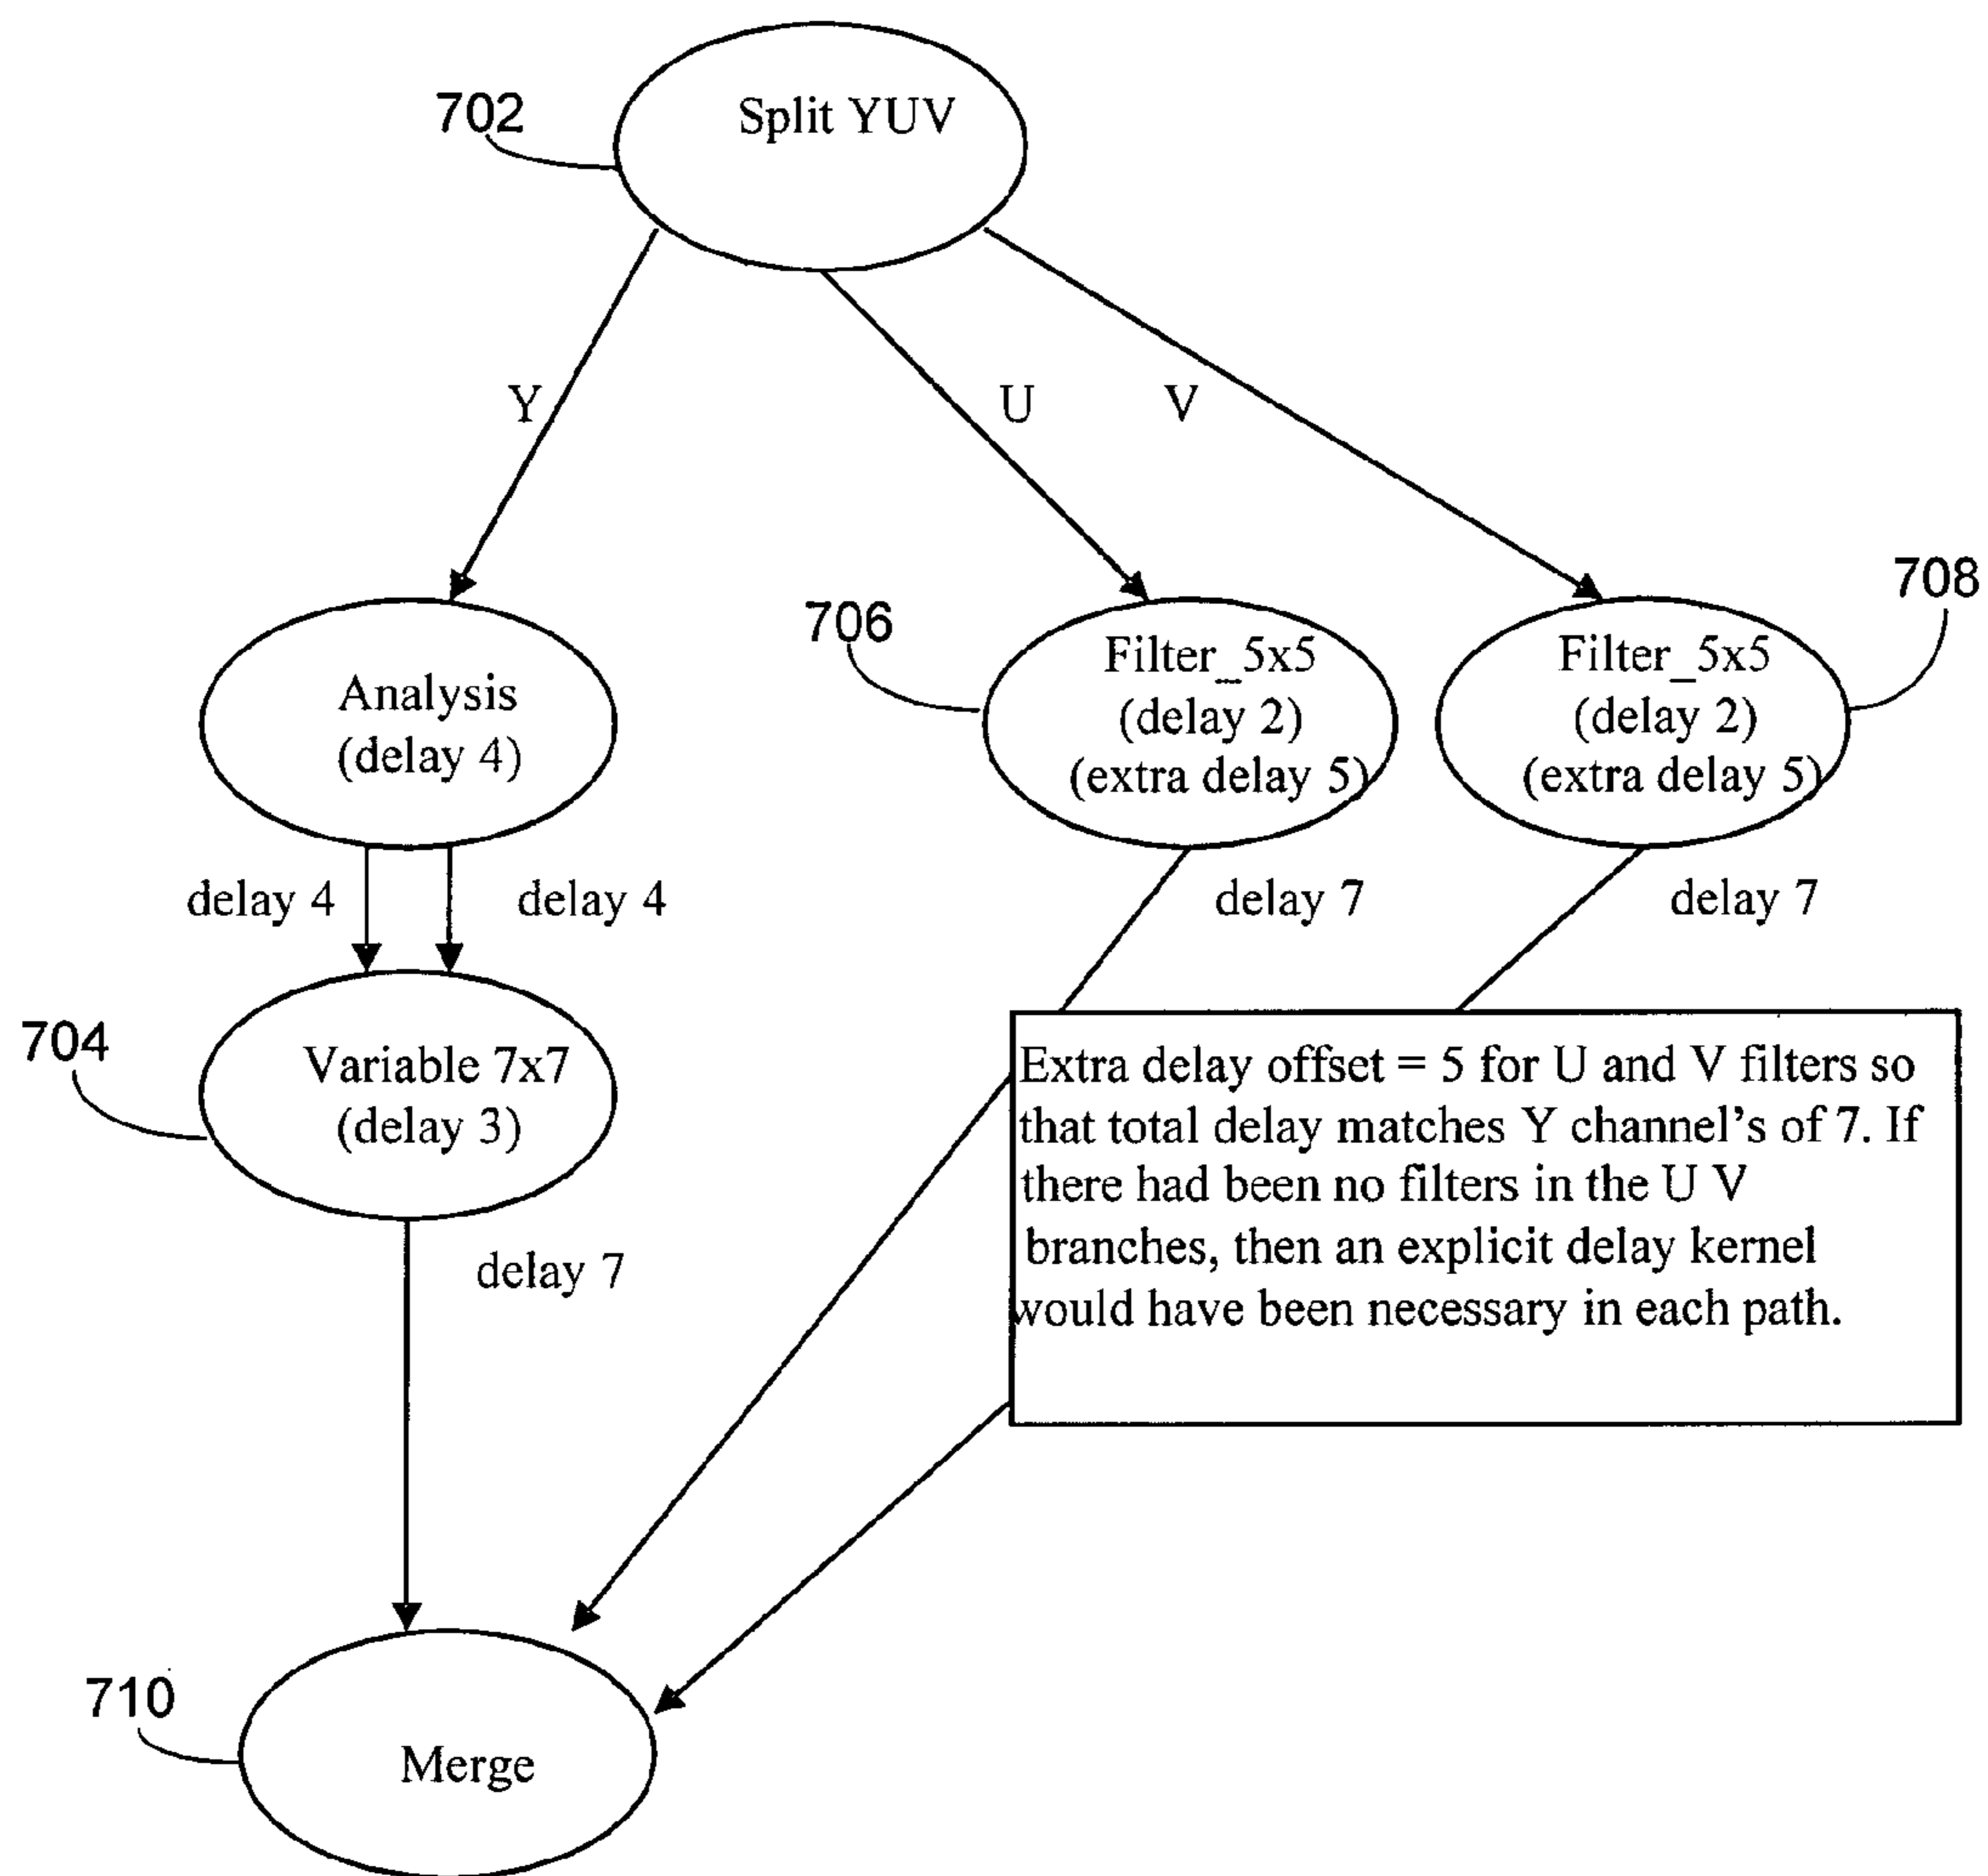 702
Split YUV
Y
U
V
708
706
Analysis
(delay 4)
Filter_5x5
(delay 2)
(extra delay 5)
Filter_5x5
(delay 2)
(extra delay 5)
delay 4
delay 4
delay 7
delay 7
704
Variable 7x7
(delay 3)
Extra delay offset = 5 for U and V filters so
that total delay matches Y channel's of 7. If
there had been no filters in the U V
branches, then an explicit delay kernel
would have been necessary in each path.
delay 7
710
Merge